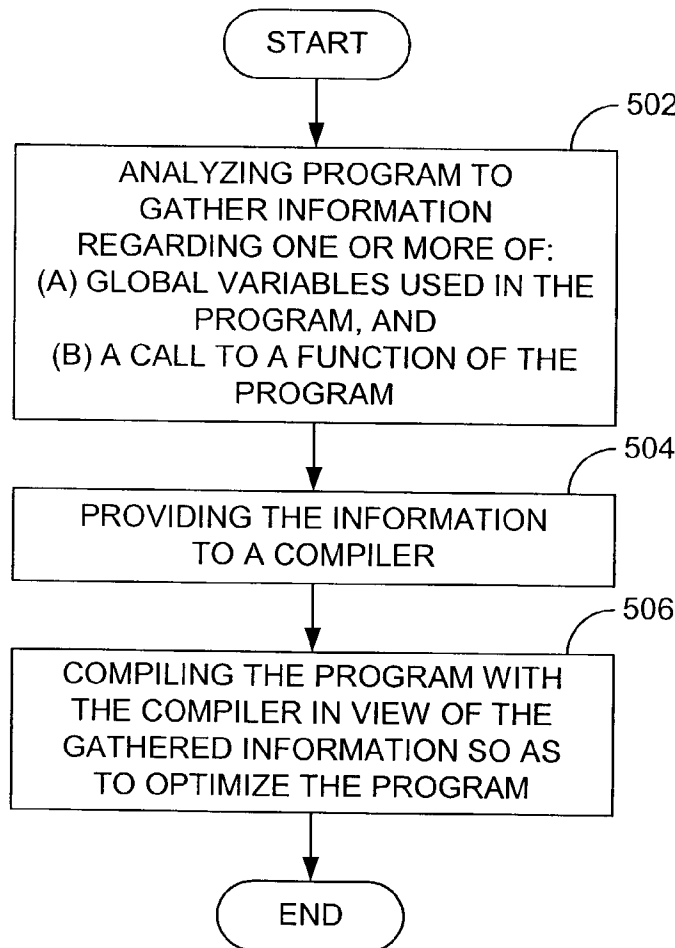 START
502
ANALYZING PROGRAM TO
GATHER INFORMATION
REGARDING ONE OR MORE OF:
(A) GLOBAL VARIABLES USED IN THE
PROGRAM, AND
(B) A CALL TO A FUNCTION OF THE
PROGRAM
504
PROVIDING THE INFORMATION
TO A COMPILER
506
COMPILING THE PROGRAM WITH
THE COMPILER IN VIEW OF THE
GATHERED INFORMATION SO AS
TO OPTIMIZE THE PROGRAM
END